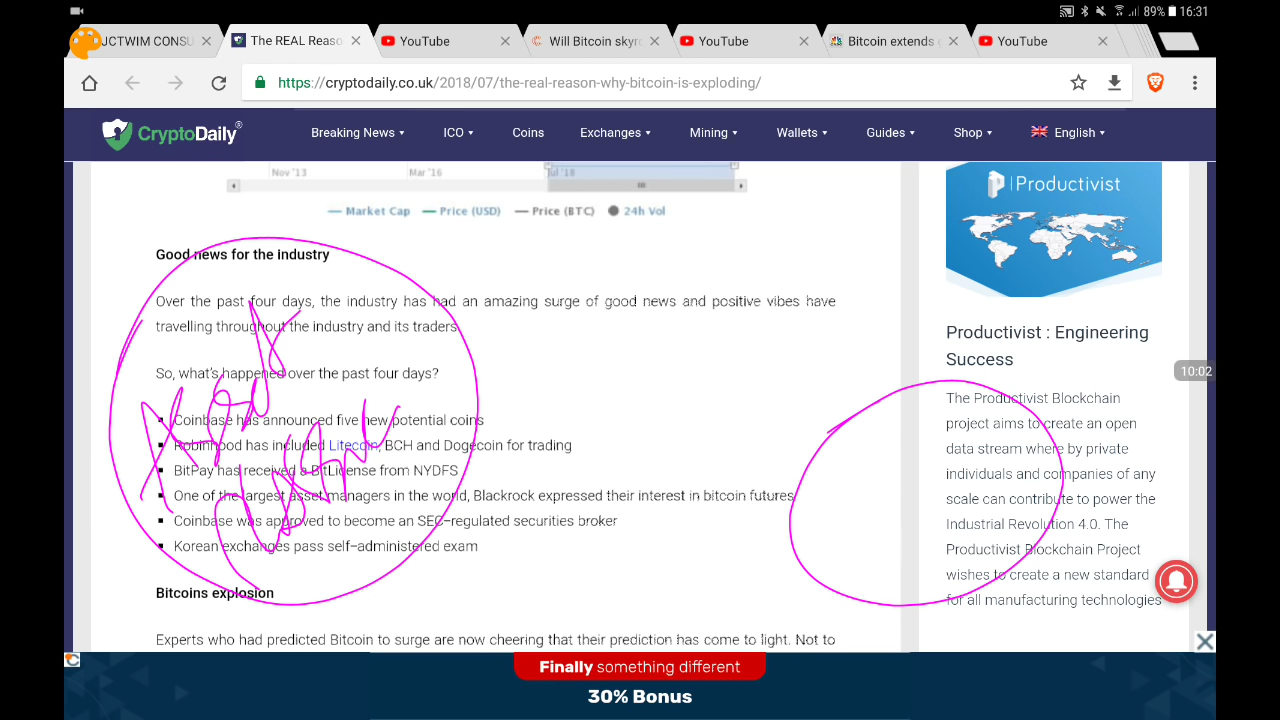 89% 16:31
JCTWIM CONSU
The REAL Reaso
YouTube
Will Bitcoin skyro
YouTube
Bitcoin extends g
YouTube
https://cryptodaily.co.uk/2018/07/the-real-reason-why-bitcoin-is-exploding/
CryptoDaily®
Breaking News
ICO
Coins
Exchanges
Mining
Wallets
Guides
Shop
English
Nov '13
Mar '16
Jul '18
Market Cap
Price (USD)
Price (BTC)
24h Vol
Good news for the industry
Over the past four days, the industry has had an amazing surge of good news and positive vibes have
travelling throughout the industry and its traders
So, what's happened over the past four days?
Coinbase has announced five new potential coins
Robinhood has included Litecoin, BCH and Dogecoin for trading
BitPay has received a BitLicense from NYDFS
One of the largest asset managers in the world, Blackrock expressed their interest in bitcoin futures
Coinbase was approved to become an SEC-regulated securities broker
Korean exchanges pass self-administered exam
Bitcoins explosion
Experts who had predicted Bitcoin to surge are now cheering that their prediction has come to light. Not to
Productivist
Productivist : Engineering
Success
The Productivist Blockchain
project aims to create an open
data stream where by private
individuals and companies of any
scale can contribute to power the
Industrial Revolution 4.0. The
Productivist Blockchain Project
wishes to create a new standard
for all manufacturing technologies
10:02
Finally something different
30% Bonus